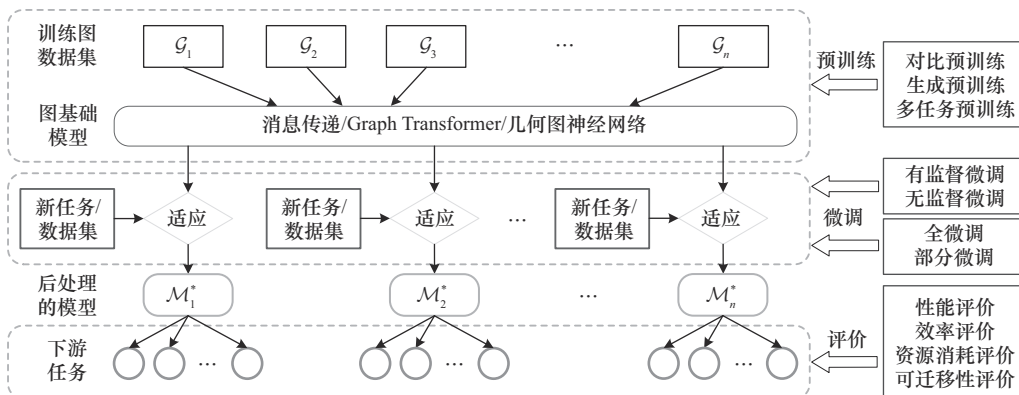 训练图
数据集
𝒢₁
𝒢₂
𝒢₃
…
𝒢ₙ
预训练
对比预训练
生成预训练
多任务预训练
图基础
模型
消息传递/Graph Transformer/几何图神经网络
新任务/
数据集
适应
新任务/
数据集
适应
…
新任务/
数据集
适应
微调
有监督微调
无监督微调
全微调
部分微调
后处理
的模型
ℳ₁*
ℳ₂*
…
ℳₙ*
下游
任务
…
…
…
评价
性能评价
效率评价
资源消耗评价
可迁移性评价